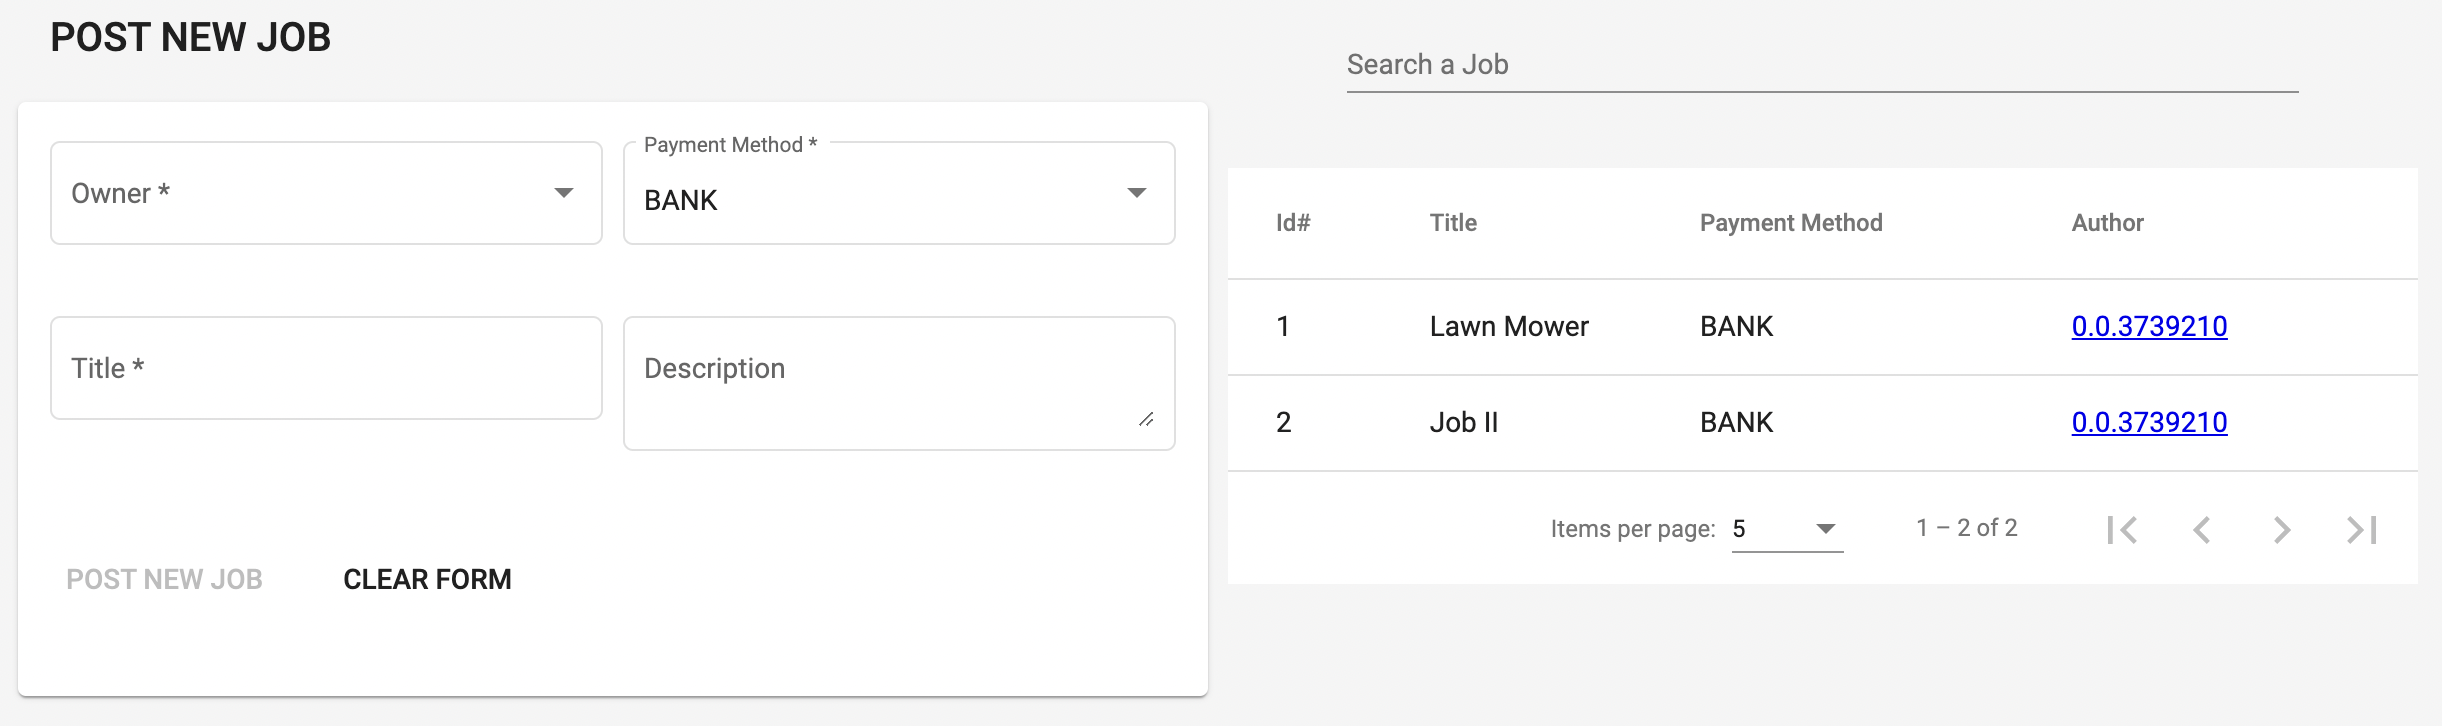 POST NEW JOB
Owner *
Payment Method *
BANK
Title *
Description
POST NEW JOB CLEAR FORM
Search a Job
Id# Title Payment Method Author
1 Lawn Mower BANK 0.0.3739210
2 Job II BANK 0.0.3739210
Items per page: 5 1 – 2 of 2